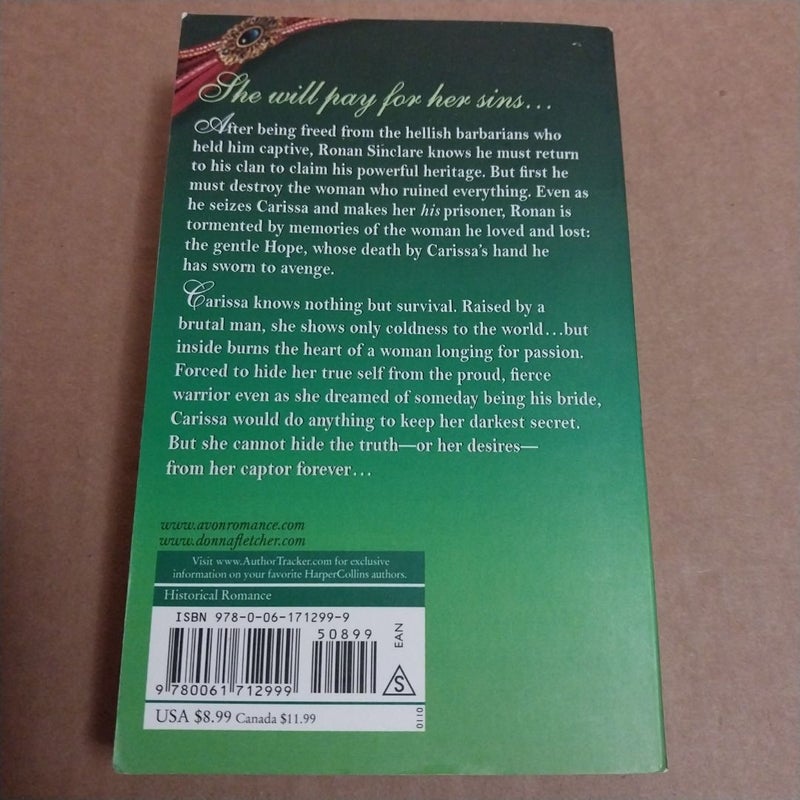 She will pay for her sins...
After being freed from the hellish barbarians who
held him captive, Ronan Sinclare knows he must return
to his clan to claim his powerful heritage. But first he
must destroy the woman who ruined everything. Even as
he seizes Carissa and makes her his prisoner, Ronan is
tormented by memories of the woman he loved and lost:
the gentle Hope, whose death by Carissa's hand he
has sworn to avenge.
Carissa knows nothing but survival. Raised by a
brutal man, she shows only coldness to the world...but
inside burns the heart of a woman longing for passion.
Forced to hide her true self from the proud, fierce
warrior even as she dreamed of someday being his bride,
Carissa would do anything to keep her darkest secret.
But she cannot hide the truth—or her desires—
from her captor forever...
www.avonromance.com
www.donnafletcher.com
Visit www.AuthorTracker.com for exclusive
information on your favorite HarperCollins authors.
Historical Romance
ISBN 978-0-06-171299-9
50899
EAN
9 780061 712999
S
USA $8.99 Canada $11.99
0110